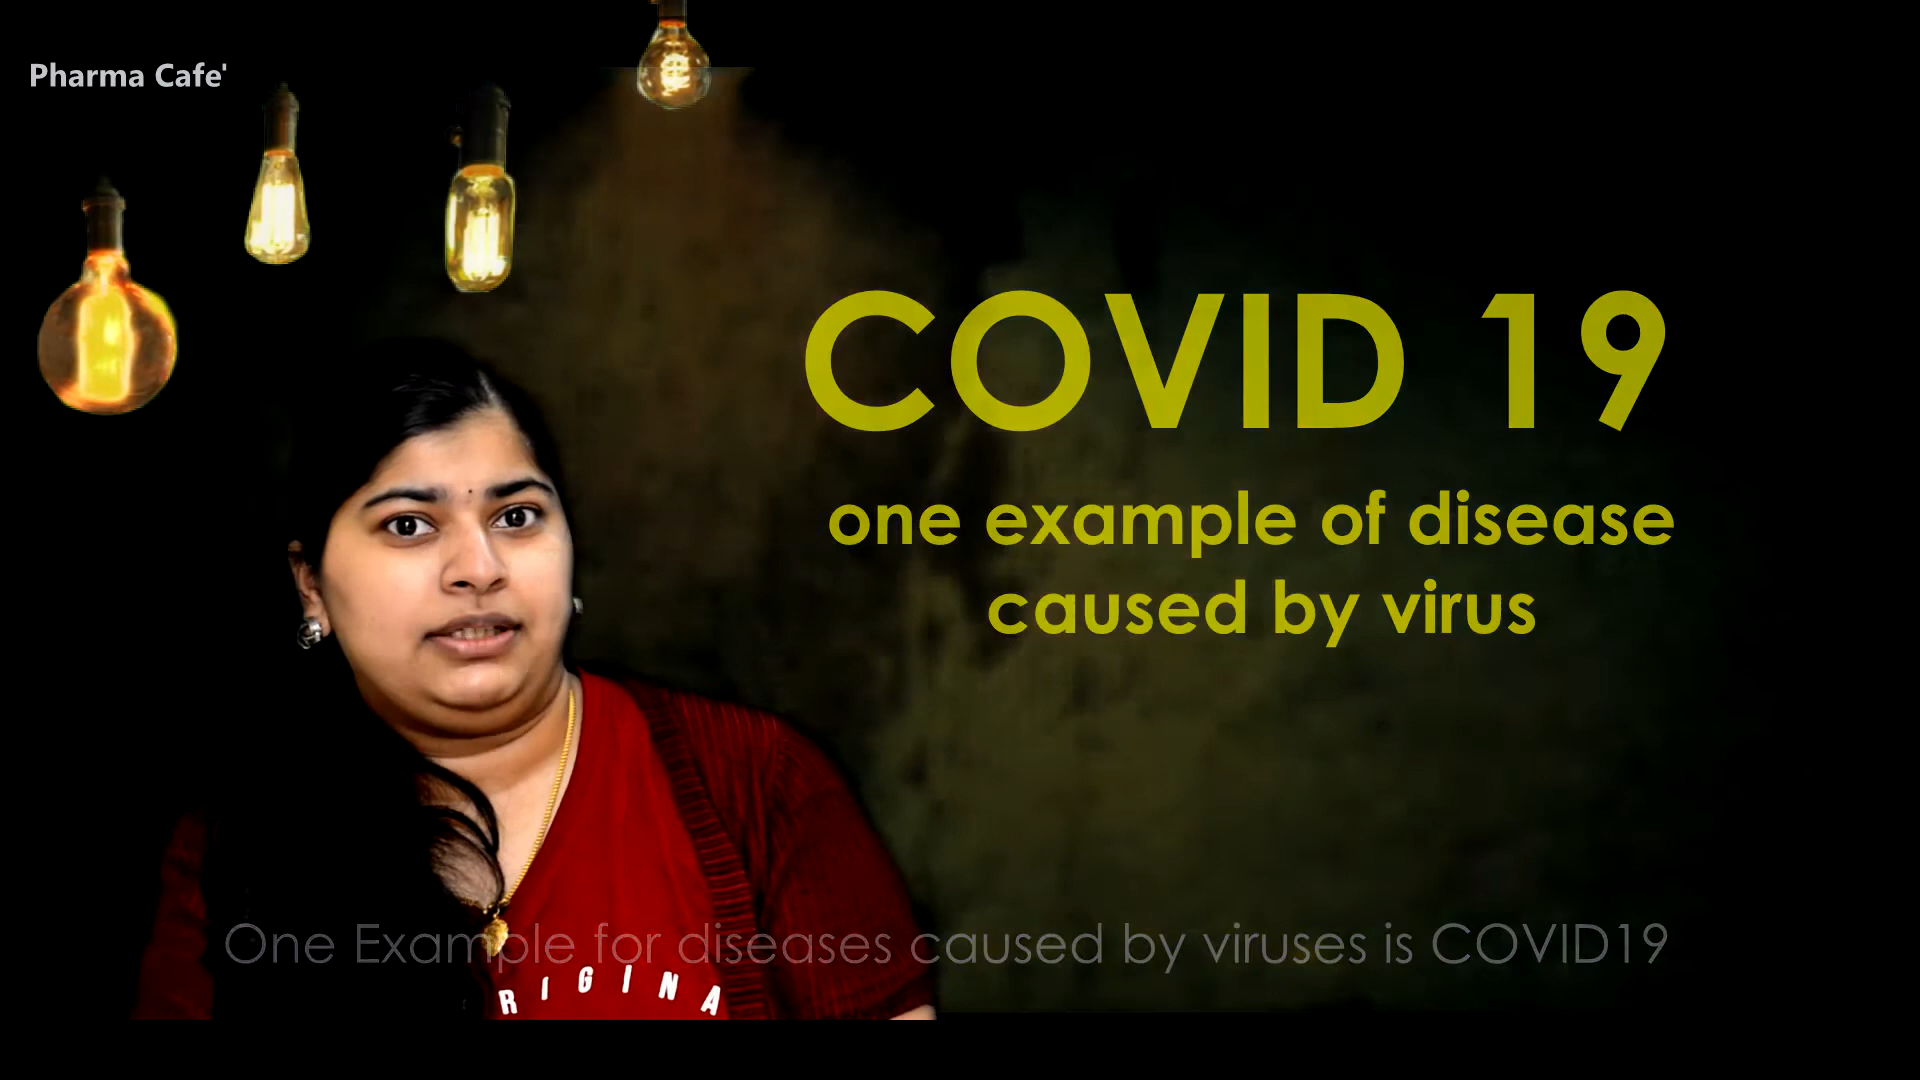 Pharma Cafe'
COVID 19
one example of disease
caused by virus
One Example for diseases caused by viruses is COVID19
RIGINA